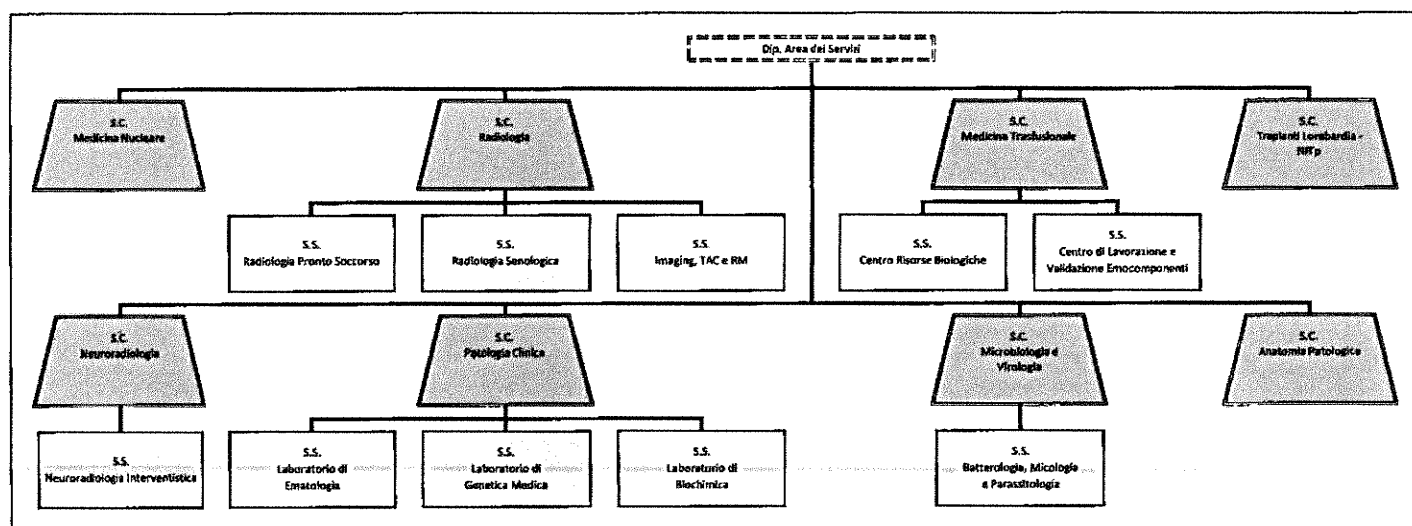 Dip. Area dei Servizi
S.C.
Medicina Nucleare
S.C.
Radiologia
S.C.
Medicina Trasfusionale
S.C.
Trapianti Lombardia -
NITp
S.S.
Radiologia Pronto Soccorso
S.S.
Radiologia Senologica
S.S.
Imaging, TAC e RM
S.S.
Centro Risorse Biologiche
S.S.
Centro di Lavorazione e
Validazione Emocomponenti
S.C.
Neuroradiologia
S.C.
Patologia Clinica
S.C.
Microbiologia e
Virologia
S.C.
Anatomia Patologica
S.S.
Neuroradiologia Interventistica
S.S.
Laboratorio di
Ematologia
S.S.
Laboratorio di
Genetica Medica
S.S.
Laboratorio di
Biochimica
S.S.
Batterologia, Micologia
e Parassitologia